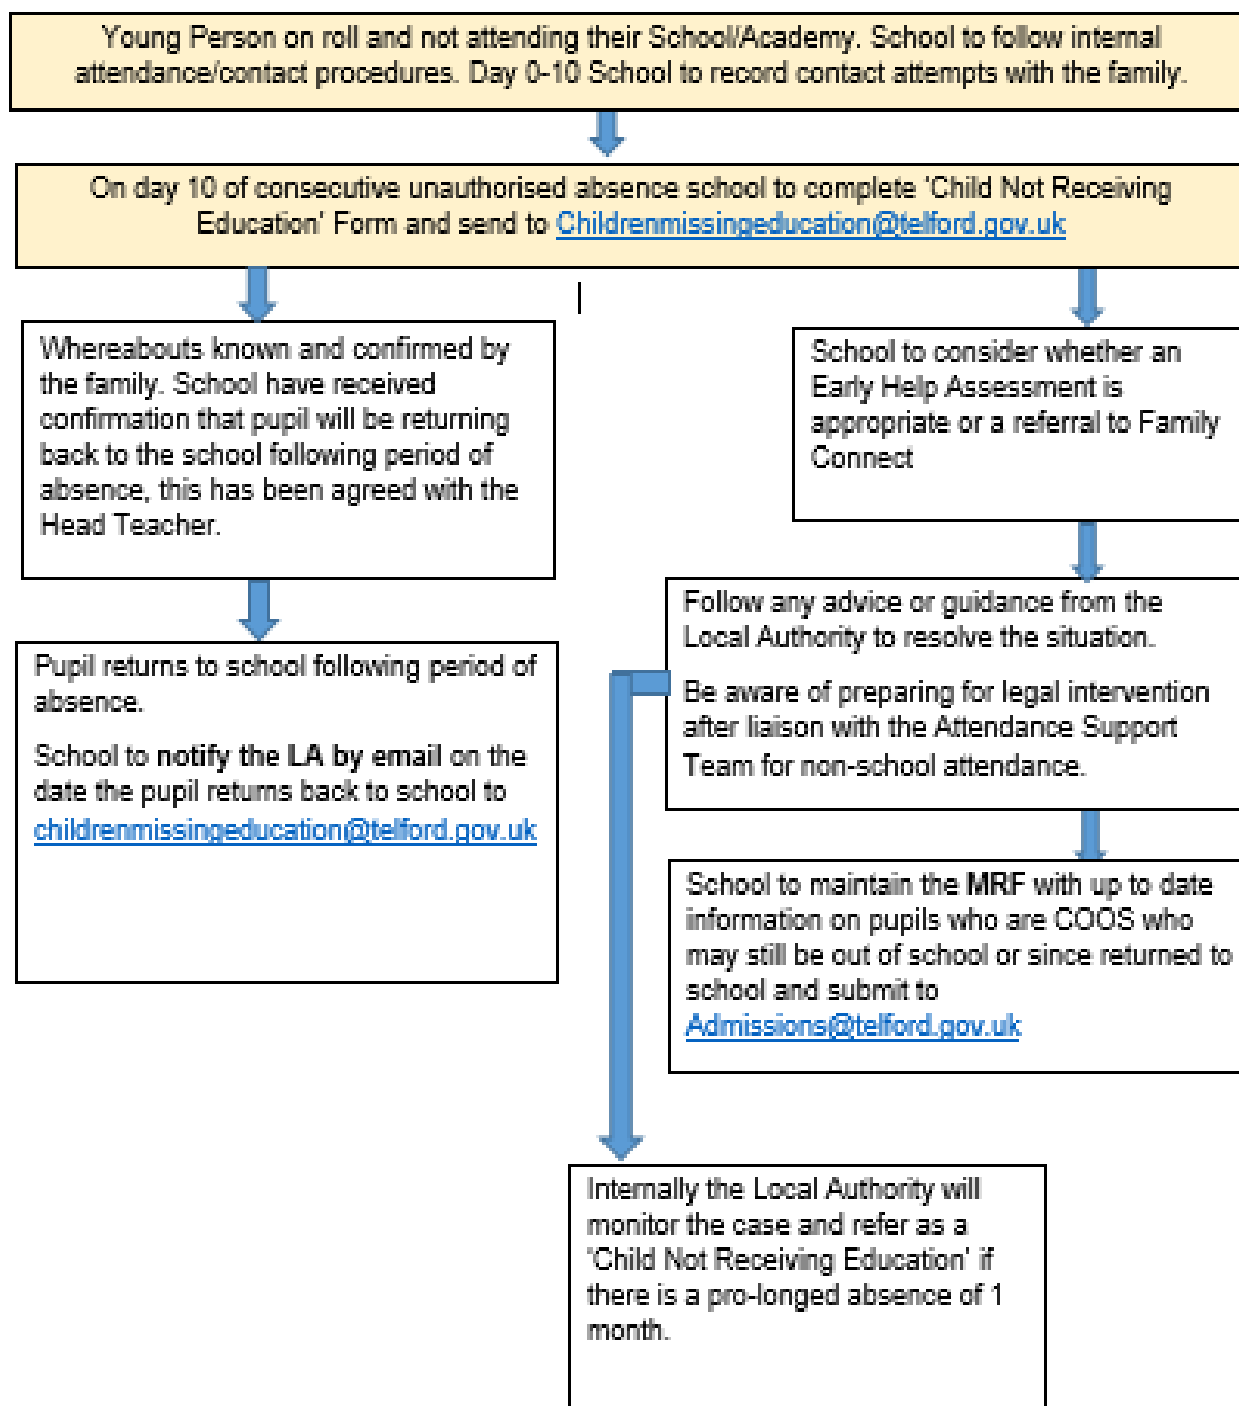 Young Person on roll and not attending their School/Academy. School to follow internal
attendance/contact procedures. Day 0-10 School to record contact attempts with the family.
On day 10 of consecutive unauthorised absence school to complete 'Child Not Receiving
Education' Form and send to Childrenmissingeducation@telford.gov.uk
Whereabouts known and confirmed by
the family. School have received
confirmation that pupil will be returning
back to the school following period of
absence, this has been agreed with the
Head Teacher.
Pupil returns to school following period of
absence.
School to notify the LA by email on the
date the pupil returns back to school to
childrenmissingeducation@telford.gov.uk
School to consider whether an
Early Help Assessment is
appropriate or a referral to Family
Connect
Follow any advice or guidance from the
Local Authority to resolve the situation.
Be aware of preparing for legal intervention
after liaison with the Attendance Support
Team for non-school attendance.
School to maintain the MRF with up to date
information on pupils who are COOS who
may still be out of school or since returned to
school and submit to
Admissions@telford.gov.uk
Internally the Local Authority will
monitor the case and refer as a
'Child Not Receiving Education' if
there is a pro-longed absence of 1
month.